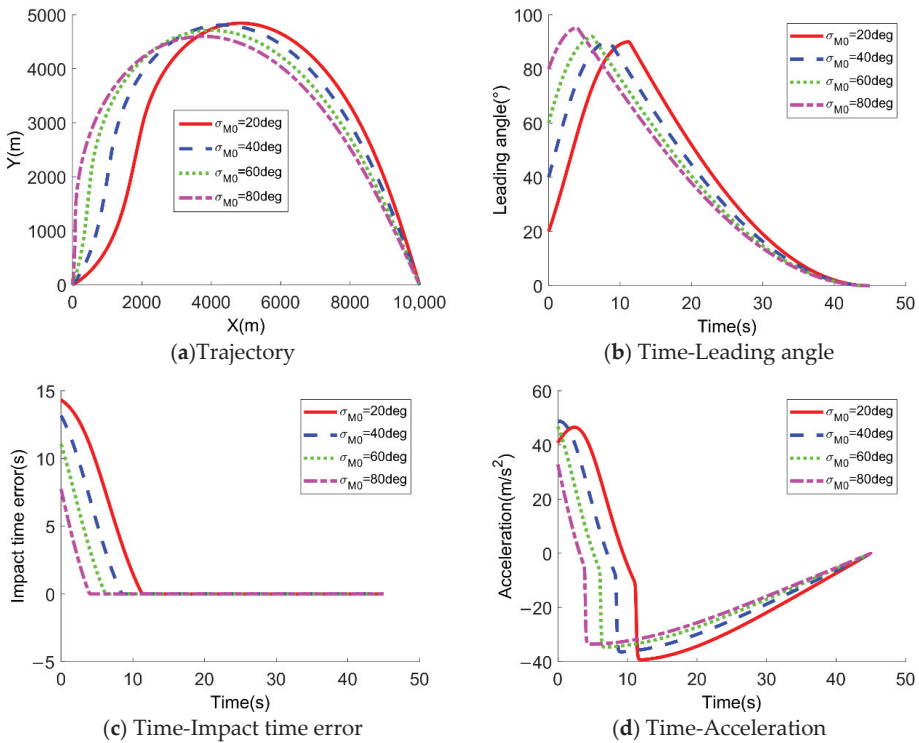 5000
4000
3000
2000
1000
0
Y(m)
σM0=20deg
σM0=40deg
σM0=60deg
σM0=80deg
0 2000 4000 6000 8000 10,000
X(m)
(a)Trajectory
100
80
60
40
20
0
Leading angle(°)
σM0=20deg
σM0=40deg
σM0=60deg
σM0=80deg
0 10 20 30 40 50
Time(s)
(b) Time-Leading angle
15
10
5
0
−5
Impact time error(s)
σM0=20deg
σM0=40deg
σM0=60deg
σM0=80deg
0 10 20 30 40 50
Time(s)
(c) Time-Impact time error
60
40
20
0
−20
−40
Acceleration(m/s²)
σM0=20deg
σM0=40deg
σM0=60deg
σM0=80deg
0 10 20 30 40 50
Time(s)
(d) Time-Acceleration